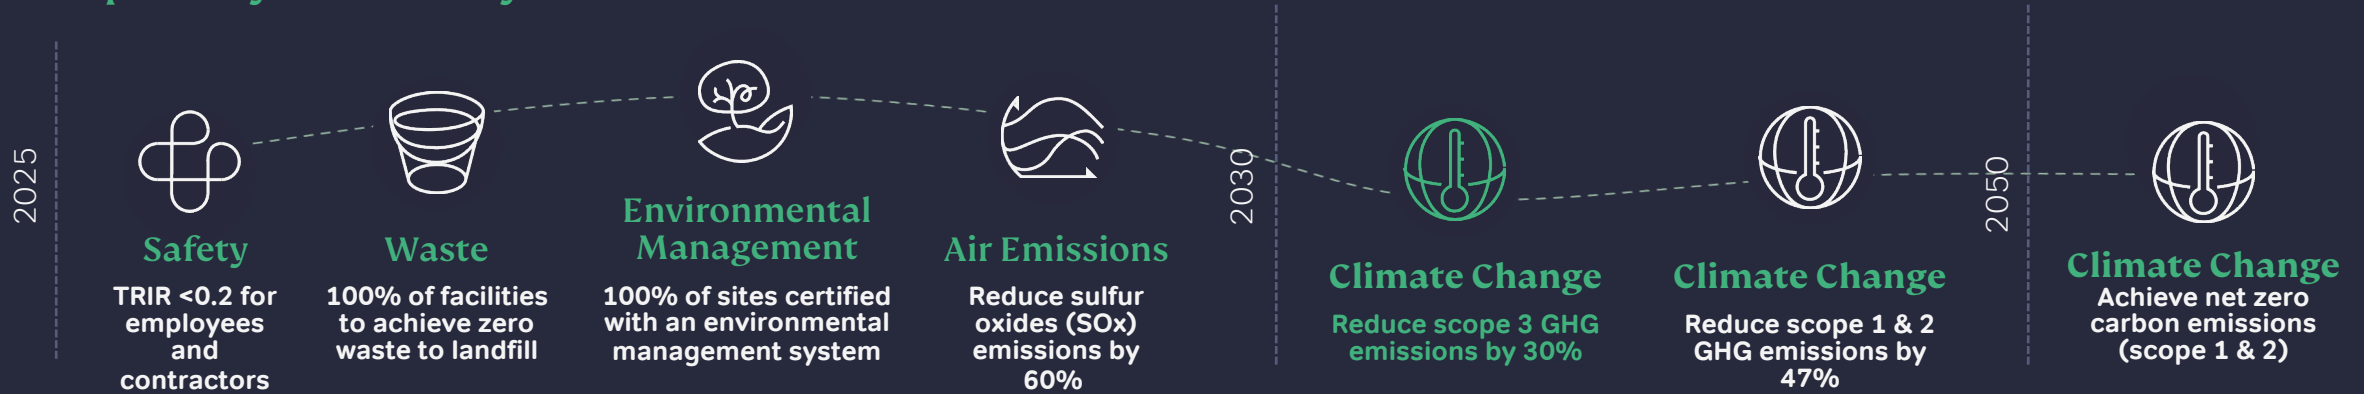 2025
Safety
TRIR <0.2 for
employees
and
contractors
Waste
100% of facilities
to achieve zero
waste to landfill
Environmental
Management
100% of sites certified
with an environmental
management system
Air Emissions
Reduce sulfur
oxides (SOx)
emissions by
60%
2030
Climate Change
Reduce scope 3 GHG
emissions by 30%
Climate Change
Reduce scope 1 & 2
GHG emissions by
47%
2050
Climate Change
Achieve net zero
carbon emissions
(scope 1 & 2)